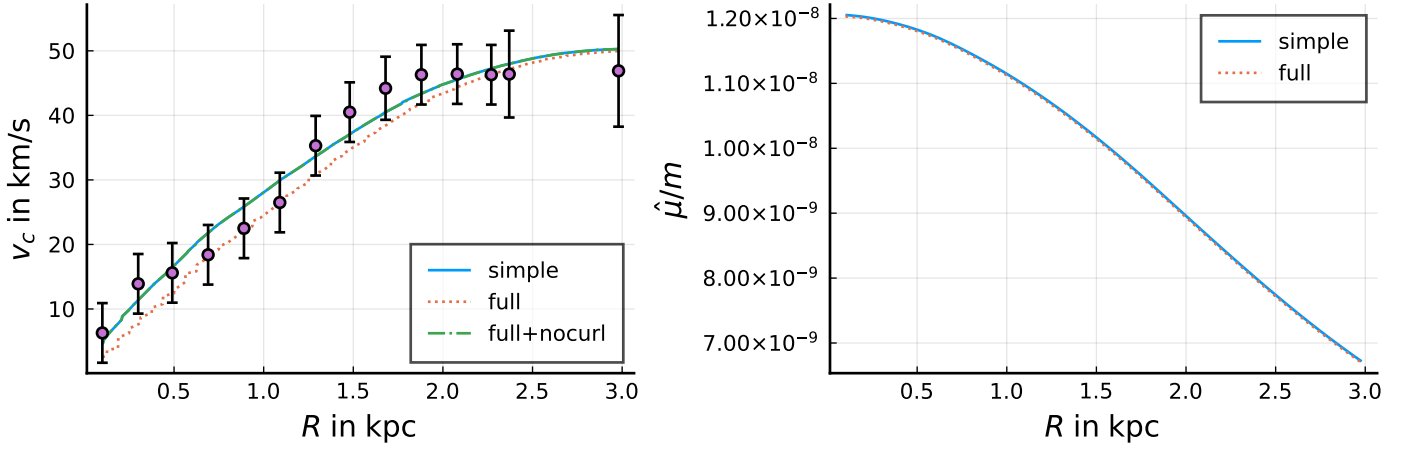 50
40
30
20
10
v_c in km/s
simple
full
full+nocurl
0.5 1.0 1.5 2.0 2.5 3.0
R in kpc
1.20×10⁻⁸
1.10×10⁻⁸
1.00×10⁻⁸
9.00×10⁻⁹
8.00×10⁻⁹
7.00×10⁻⁹
μ̂/m
simple
full
0.5 1.0 1.5 2.0 2.5 3.0
R in kpc